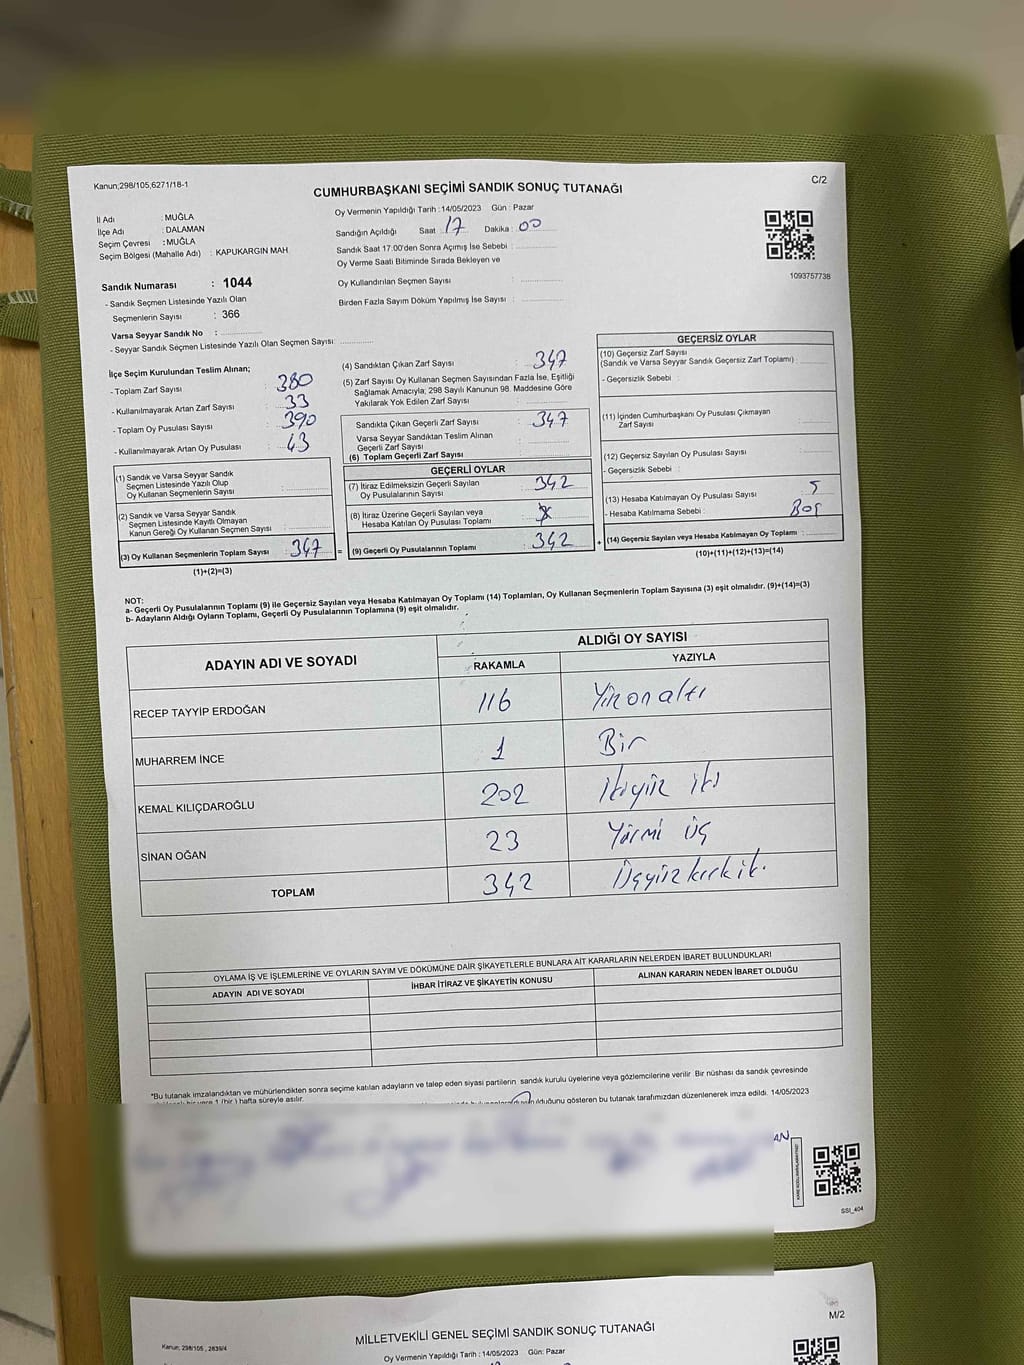 Kanun;298/105,6271/18-1
C/2
CUMHURBAŞKANI SEÇİMİ SANDIK SONUÇ TUTANAĞI
İl Adı : MUĞLA
İlçe Adı : DALAMAN
Seçim Çevresi : MUĞLA
Seçim Bölgesi (Mahalle Adı) : KAPUKARGIN MAH
Oy Vermenin Yapıldığı Tarih :14/05/2023 Gün : Pazar
Sandığın Açıldığı Saat 17 Dakika : 00
Sandık Saat 17.00'den Sonra Açımış İse Sebebi :
Oy Verme Saati Bitiminde Sırada Bekleyen ve
Oy Kullandırılan Seçmen Sayısı :
Birden Fazla Sayım Döküm Yapılmış İse Sayısı :
1093757738
Sandık Numarası : 1044
- Sandık Seçmen Listesinde Yazılı Olan
Seçmenlerin Sayısı : 366
Varsa Seyyar Sandık No :
- Seyyar Sandık Seçmen Listesinde Yazılı Olan Seçmen Sayısı:
İlçe Seçim Kurulundan Teslim Alınan;
- Toplam Zarf Sayısı : 380
- Kullanılmayarak Artan Zarf Sayısı : 33
- Toplam Oy Pusulası Sayısı : 390
- Kullanılmayarak Artan Oy Pusulası : 43
(1) Sandık ve Varsa Seyyar Sandık
Seçmen Listesinde Yazılı Olup
Oy Kullanan Seçmenlerin Sayısı :
(2) Sandık ve Varsa Seyyar Sandık
Seçmen Listesinde Kayıtlı Olmayan
Kanun Gereği Oy Kullanan Seçmen Sayısı :
(3) Oy Kullanan Seçmenlerin Toplam Sayısı : 347 =
(1)+(2)=(3)
(4) Sandıktan Çıkan Zarf Sayısı : 347
(5) Zarf Sayısı Oy Kullanan Seçmen Sayısından Fazla İse, Eşitliği
Sağlamak Amacıyla; 298 Sayılı Kanunun 98. Maddesine Göre
Yakılarak Yok Edilen Zarf Sayısı :
Sandıkta Çıkan Geçerli Zarf Sayısı : 347
Varsa Seyyar Sandıktan Teslim Alınan
Geçerli Zarf Sayısı :
(6) Toplam Geçerli Zarf Sayısı :
GEÇERLİ OYLAR
(7) İtiraz Edilmeksizin Geçerli Sayılan
Oy Pusulalarının Sayısı : 342
(8) İtiraz Üzerine Geçerli Sayılan veya
Hesaba Katılan Oy Pusulası Toplamı :
(9) Geçerli Oy Pusulalarının Toplamı : 342 +
GEÇERSİZ OYLAR
(10) Geçersiz Zarf Sayısı
(Sandık ve Varsa Seyyar Sandık Geçersiz Zarf Toplamı) :
- Geçersizlik Sebebi :
(11) İçinden Cumhurbaşkanı Oy Pusulası Çıkmayan
Zarf Sayısı :
(12) Geçersiz Sayılan Oy Pusulası Sayısı :
- Geçersizlik Sebebi :
(13) Hesaba Katılmayan Oy Pusulası Sayısı : 5
- Hesaba Katılmama Sebebi : Boş
(14) Geçersiz Sayılan veya Hesaba Katılmayan Oy Toplamı :
(10)+(11)+(12)+(13)=(14)
NOT:
a- Geçerli Oy Pusulalarının Toplamı (9) ile Geçersiz Sayılan veya Hesaba Katılmayan Oy Toplamı (14) Toplamları, Oy Kullanan Seçmenlerin Toplam Sayısına (3) eşit olmalıdır. (9)+(14)=(3)
b- Adayların Aldığı Oyların Toplamı, Geçerli Oy Pusulalarının Toplamına (9) eşit olmalıdır.
ADAYIN ADI VE SOYADI
ALDIĞI OY SAYISI
RAKAMLA YAZIYLA
RECEP TAYYİP ERDOĞAN 116 Yüz on altı
MUHARREM İNCE 1 Bir
KEMAL KILIÇDAROĞLU 202 ikiyüz iki
SİNAN OĞAN 23 Yirmi üç
TOPLAM 342 Üçyüz kırk iki
OYLAMA İŞ VE İŞLEMLERİNE VE OYLARIN SAYIM VE DÖKÜMÜNE DAİR ŞİKAYETLERLE BUNLARA AİT KARARLARIN NELERDEN İBARET BULUNDUKLARI
ADAYIN ADI VE SOYADI
İHBAR İTİRAZ VE ŞİKAYETİN KONUSU
ALINAN KARARIN NEDEN İBARET OLDUĞU
*Bu tutanak imzalandıktan ve mühürlendikten sonra seçime katılan adayların ve talep eden siyasi partilerin sandık kurulu üyelerine veya gözlemcilerine verilir. Bir nüshası da sandık çevresinde
1 (bir) hafta süreyle asılır.
olduğunu gösteren bu tutanak tarafımızdan düzenlenerek imza edildi. 14/05/2023
AN
SSI_404
M/2
MİLLETVEKİLİ GENEL SEÇİMİ SANDIK SONUÇ TUTANAĞI
Kanun; 298/105 , 2839/4
Oy Vermenin Yapıldığı Tarih : 14/05/2023 Gün: Pazar